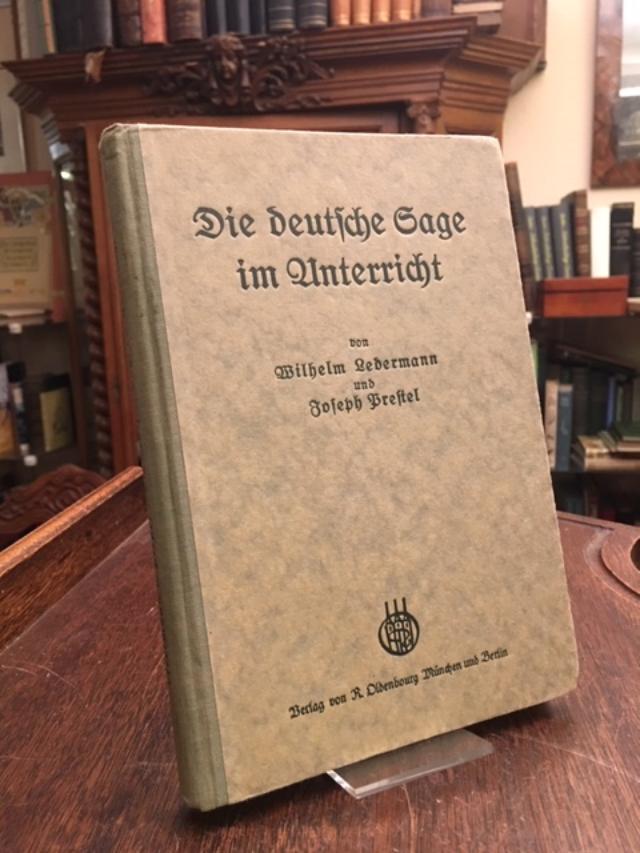 Die deutſche Sage
im Unterricht
von
Wilhelm Ledermann
und
Joſeph Preſtel
Verlag von R. Oldenbourg München und Berlin